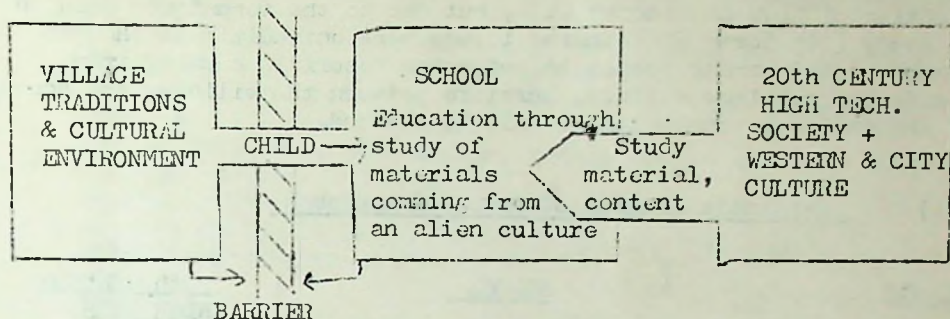 VILLAGE
TRADITIONS
& CULTURAL
ENVIRONMENT
CHILD
SCHOOL
Education through
study of
materials
comming from
an alien culture
Study
material,
content
20th CENTURY
HIGH TECH.
SOCIETY +
WESTERN & CITY
CULTURE
BARRIER